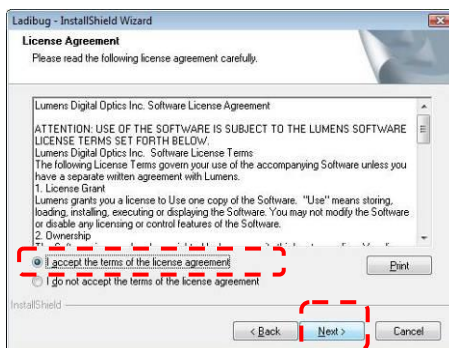 Ladibug - InstallShield Wizard
License Agreement
Please read the following license agreement carefully.
Lumens Digital Optics Inc. Software License Agreement
ATTENTION: USE OF THE SOFTWARE IS SUBJECT TO THE LUMENS SOFTWARE
LICENSE TERMS SET FORTH BELOW.
Lumens Digital Optics Inc.  Software License Terms
The following License Terms govern your use of the accompanying Software unless you
have a separate written agreement with Lumens.
1. License Grant
Lumens grants you a license to Use one copy of the Software.  "Use" means storing,
loading, installing, executing or displaying the Software. You may not modify the Software
or disable any licensing or control features of the Software.
2. Ownership
I accept the terms of the license agreement
Print
I do not accept the terms of the license agreement
InstallShield
< Back
Next >
Cancel